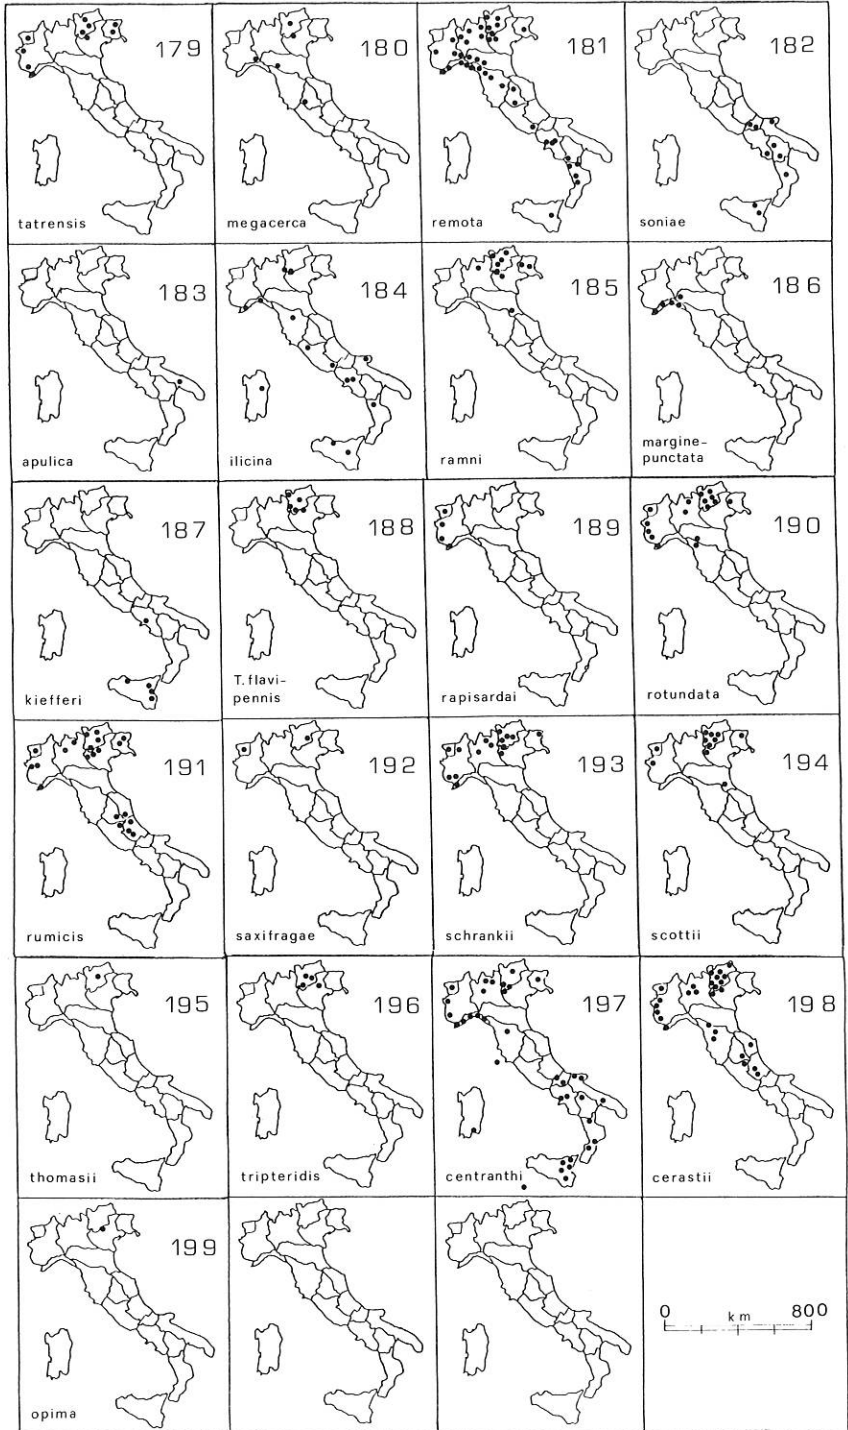 179
tatrensis
180
megacerca
181
remota
182
soniae
183
apulica
184
ilicina
185
ramni
186
margine-
punctata
187
kiefferi
188
T. flavi-
pennis
189
rapisardai
190
rotundata
191
rumicis
192
saxifragae
193
schrankii
194
scottii
195
thomasii
196
tripteridis
197
centranthi
198
cerastii
199
opima
0 km 800